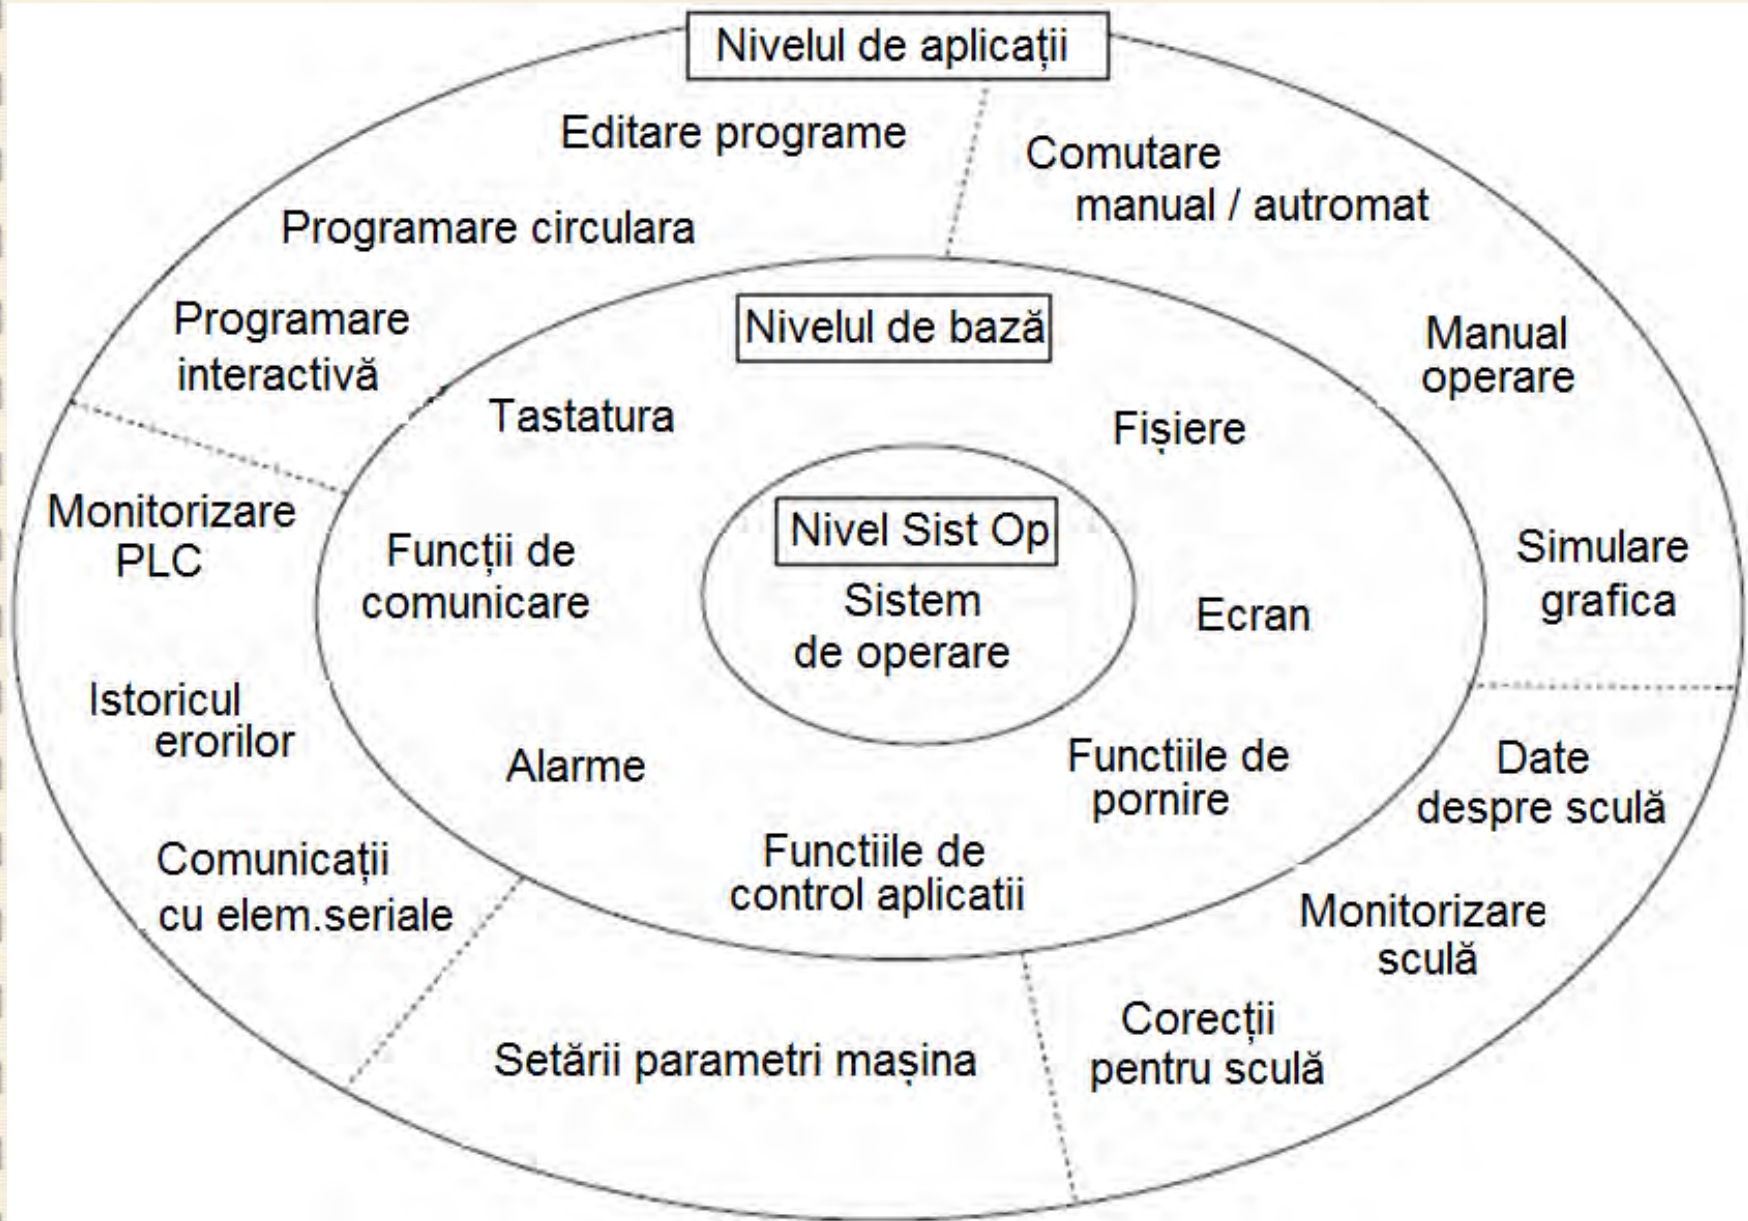 Nivelul de aplicații
Editare programe
Comutare
manual / autromat
Programare circulara
Programare
interactivă
Nivelul de bază
Manual
operare
Tastatura
Fișiere
Monitorizare
PLC
Funcții de
comunicare
Nivel Sist Op
Sistem
de operare
Ecran
Simulare
grafica
Istoricul
erorilor
Alarme
Functiile de
pornire
Date
despre sculă
Comunicații
cu elem.seriale
Functiile de
control aplicatii
Monitorizare
sculă
Setării parametri mașina
Corecții
pentru sculă